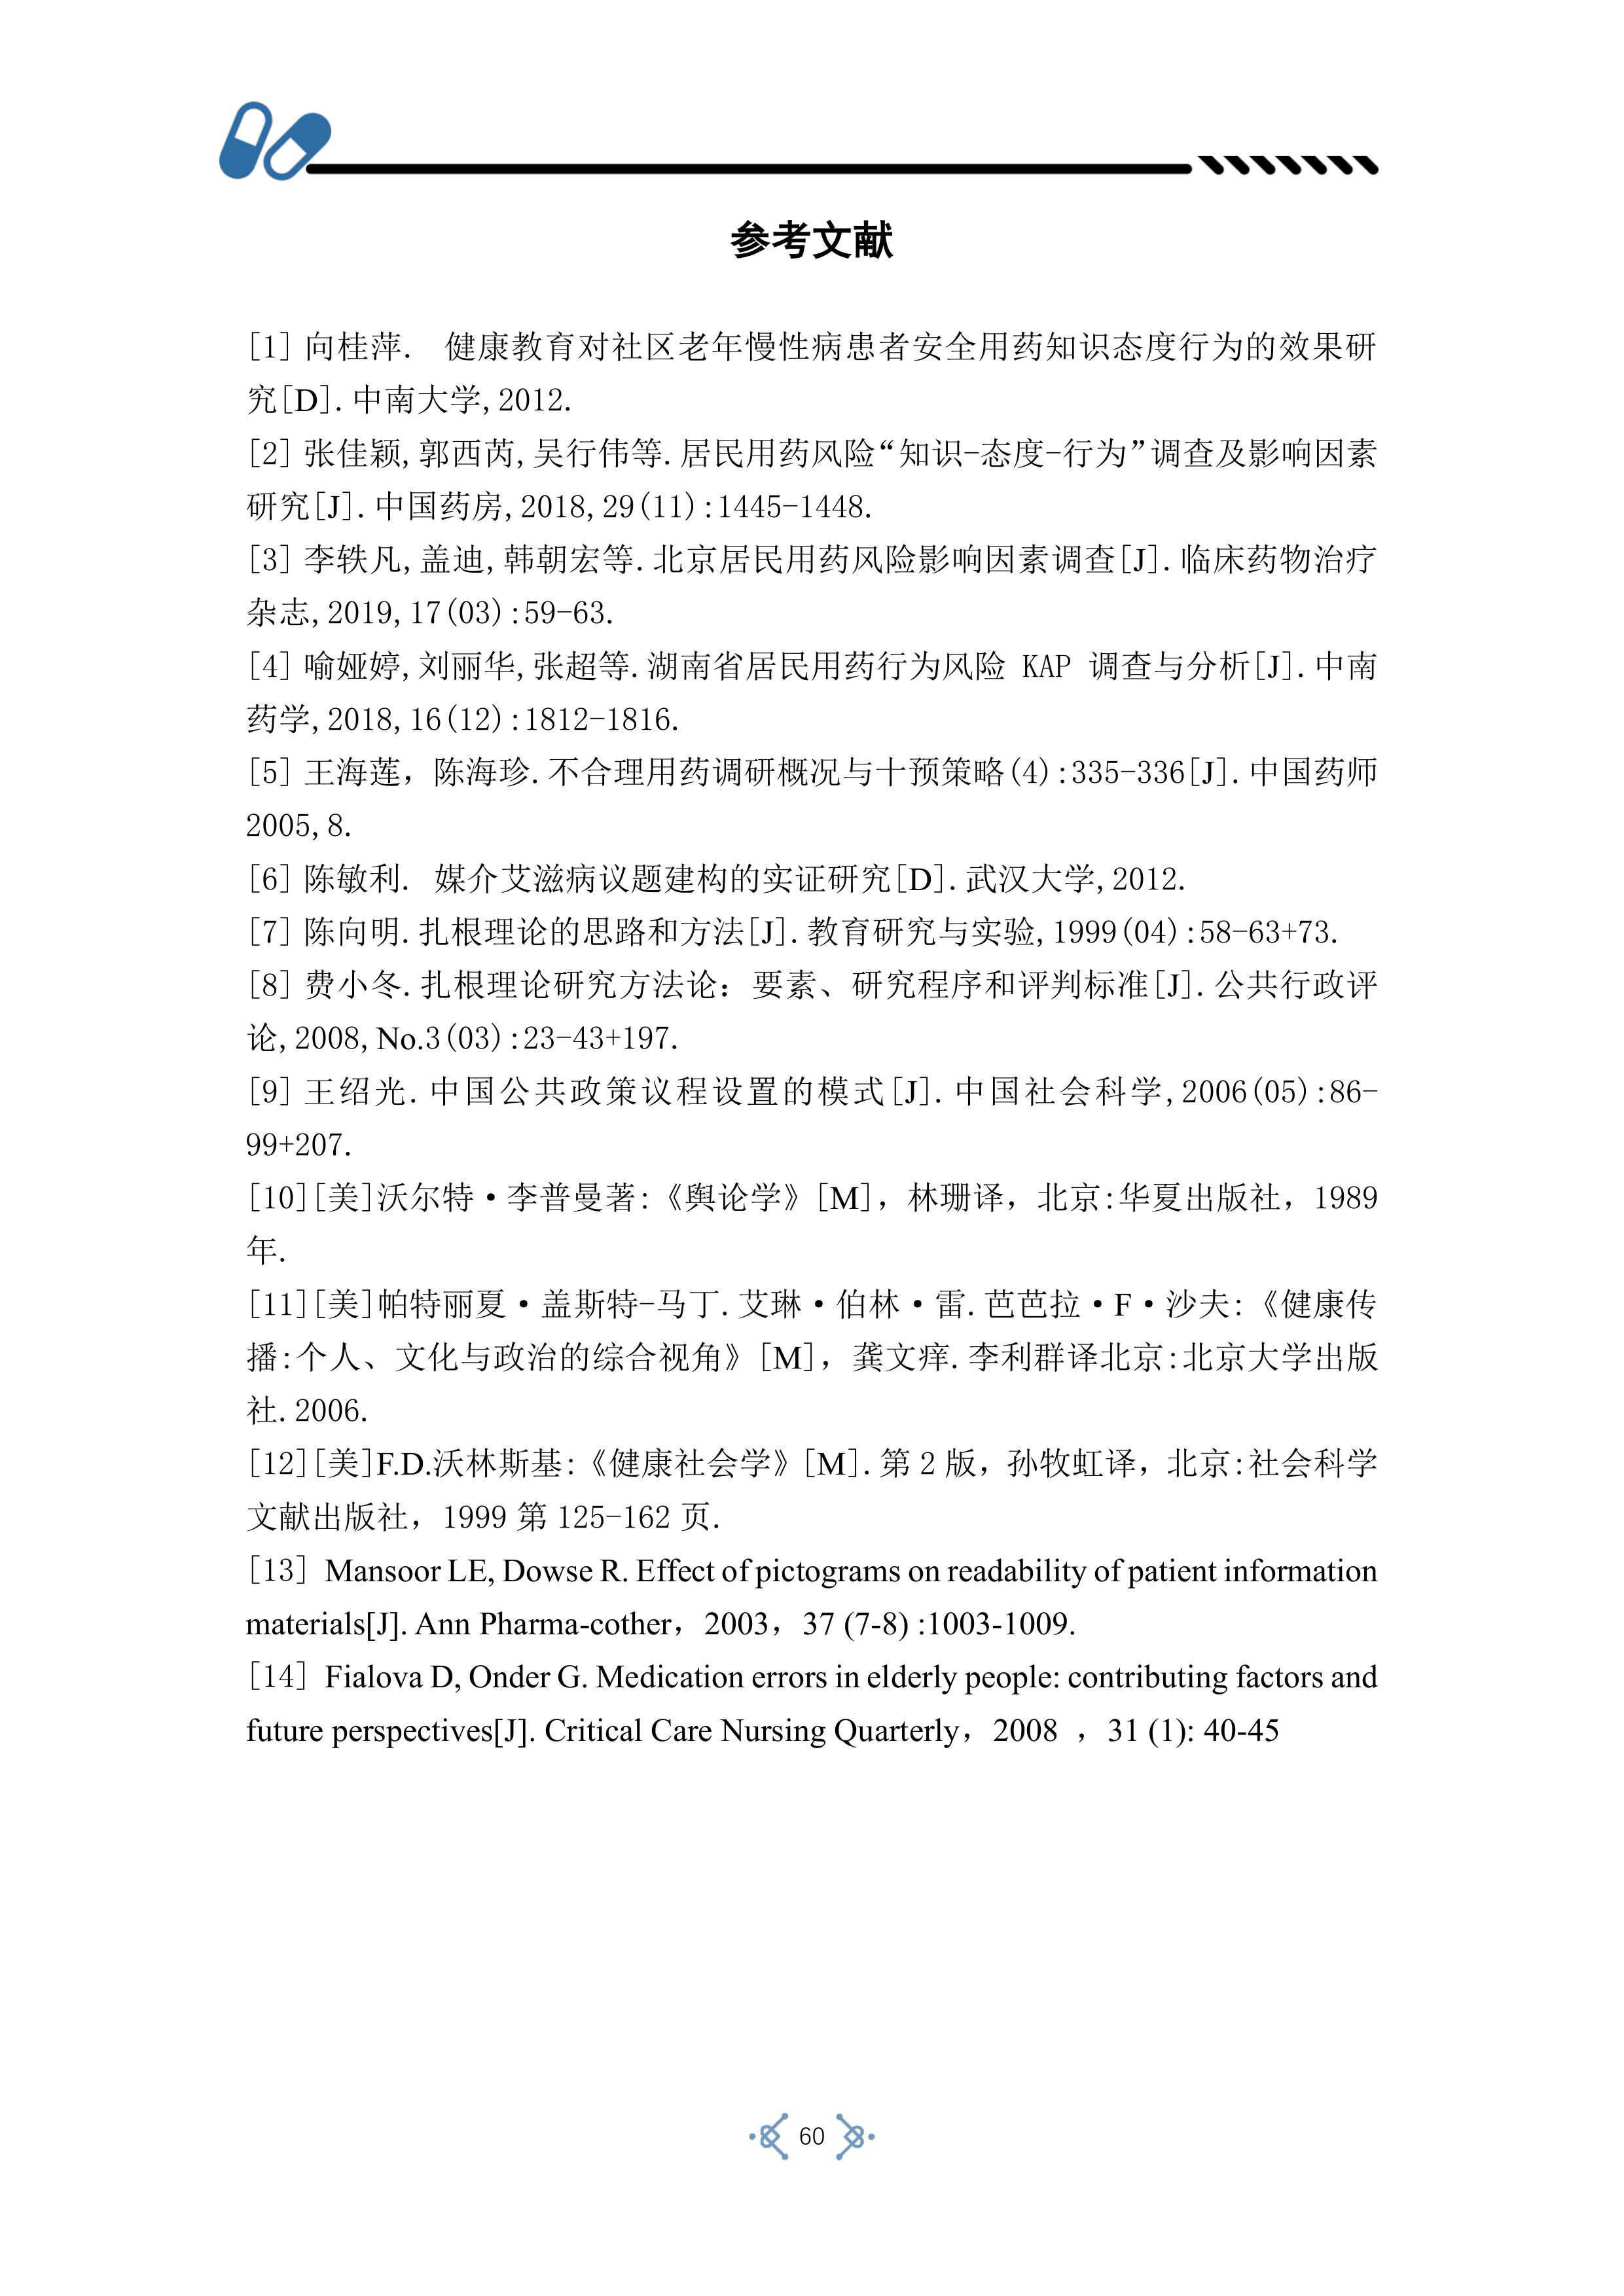 参考文献
[1] 向桂萍. 健康教育对社区老年慢性病患者安全用药知识态度行为的效果研
究[D].中南大学,2012.
[2] 张佳颖,郭西芮,吴行伟等.居民用药风险“知识-态度-行为”调查及影响因素
研究[J].中国药房,2018,29(11):1445-1448.
[3] 李轶凡,盖迪,韩朝宏等.北京居民用药风险影响因素调查[J].临床药物治疗
杂志,2019,17(03):59-63.
[4] 喻娅婷,刘丽华,张超等.湖南省居民用药行为风险 KAP 调查与分析[J].中南
药学,2018,16(12):1812-1816.
[5] 王海莲，陈海珍.不合理用药调研概况与十预策略(4):335-336[J].中国药师
2005,8.
[6] 陈敏利. 媒介艾滋病议题建构的实证研究[D].武汉大学,2012.
[7] 陈向明.扎根理论的思路和方法[J].教育研究与实验,1999(04):58-63+73.
[8] 费小冬.扎根理论研究方法论：要素、研究程序和评判标准[J].公共行政评
论,2008,No.3(03):23-43+197.
[9] 王绍光.中国公共政策议程设置的模式[J].中国社会科学,2006(05):86-
99+207.
[10][美]沃尔特·李普曼著:《舆论学》[M]，林珊译，北京:华夏出版社，1989
年.
[11][美]帕特丽夏·盖斯特-马丁.艾琳·伯林·雷.芭芭拉·F·沙夫:《健康传
播:个人、文化与政治的综合视角》[M]，龚文痒.李利群译北京:北京大学出版
社.2006.
[12][美]F.D.沃林斯基:《健康社会学》[M].第 2 版，孙牧虹译，北京:社会科学
文献出版社，1999 第 125-162 页.
[13] Mansoor LE, Dowse R. Effect of pictograms on readability of patient information
materials[J]. Ann Pharma-cother，2003，37 (7-8) :1003-1009.
[14] Fialova D, Onder G. Medication errors in elderly people: contributing factors and
future perspectives[J]. Critical Care Nursing Quarterly，2008 ，31 (1): 40-45
60